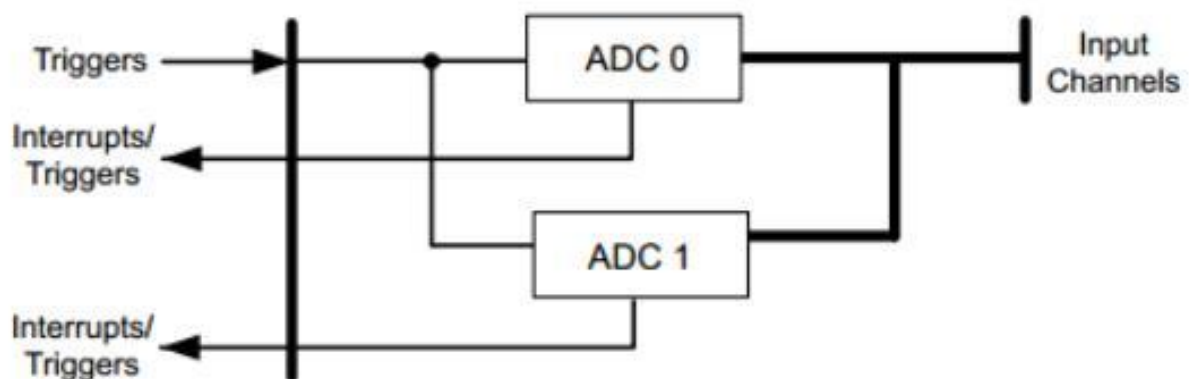 Triggers
ADC 0
Input
Channels
Interrupts/
Triggers
ADC 1
Interrupts/
Triggers